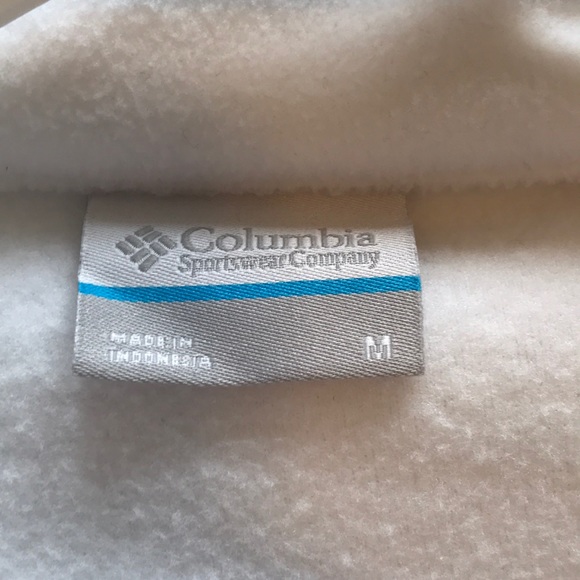 Columbia
Sportswear Company
MADE IN
INDONESIA
M